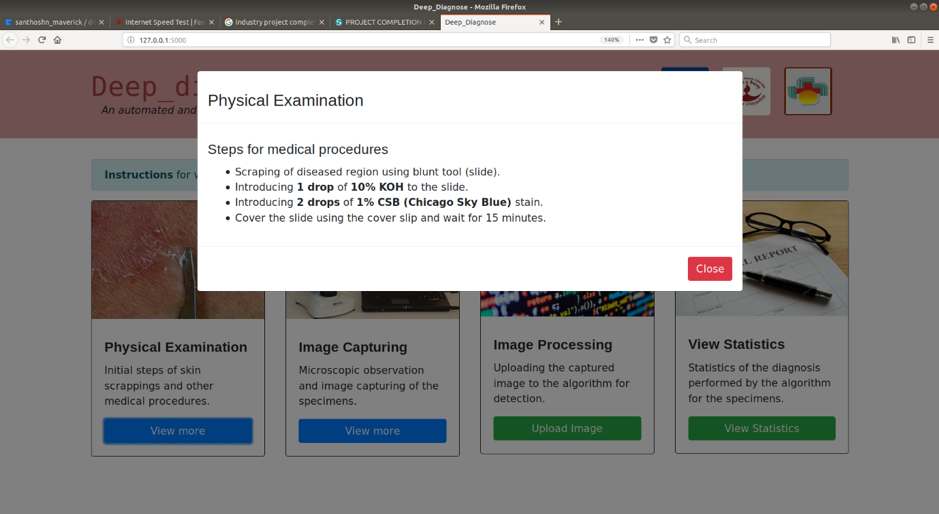 Deep_Diagnose - Mozilla Firefox
santhoshn_maverick / d
Internet Speed Test | Fas
industry project comple
PROJECT COMPLETION
Deep_Diagnose
127.0.0.1:5000
140%
Search
Deep_di
An automated and
Physical Examination
Steps for medical procedures
Scraping of diseased region using blunt tool (slide).
Introducing 1 drop of 10% KOH to the slide.
Introducing 2 drops of 1% CSB (Chicago Sky Blue) stain.
Cover the slide using the cover slip and wait for 15 minutes.
Close
Instructions for
REPORT
Physical Examination
Initial steps of skin
scrappings and other
medical procedures.
View more
Image Capturing
Microscopic observation
and image capturing of the
specimens.
View more
Image Processing
Uploading the captured
image to the algorithm for
detection.
Upload Image
View Statistics
Statistics of the diagnosis
performed by the algorithm
for the specimens.
View Statistics